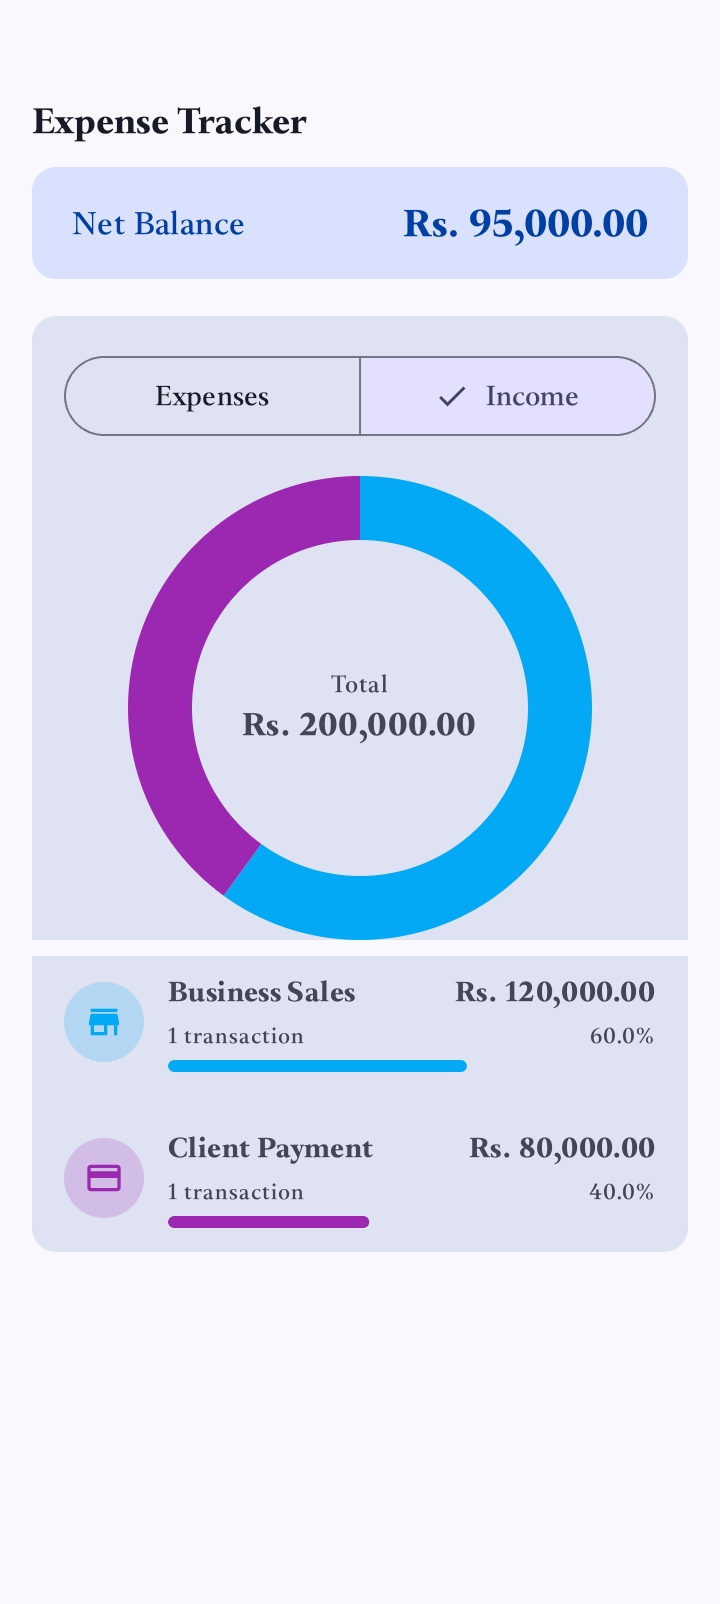 Expense Tracker
Net Balance Rs. 95,000.00
Expenses Income
Total
Rs. 200,000.00
Business Sales Rs. 120,000.00
1 transaction 60.0%
Client Payment Rs. 80,000.00
1 transaction 40.0%